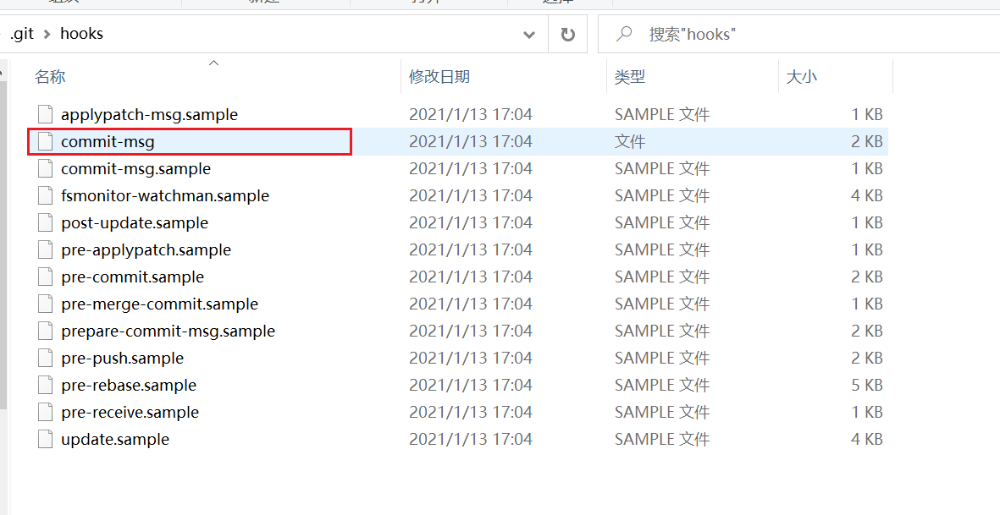 .git > hooks 搜索"hooks"
名称 修改日期 类型 大小
applypatch-msg.sample 2021/1/13 17:04 SAMPLE 文件 1 KB
commit-msg 2021/1/13 17:04 文件 2 KB
commit-msg.sample 2021/1/13 17:04 SAMPLE 文件 1 KB
fsmonitor-watchman.sample 2021/1/13 17:04 SAMPLE 文件 4 KB
post-update.sample 2021/1/13 17:04 SAMPLE 文件 1 KB
pre-applypatch.sample 2021/1/13 17:04 SAMPLE 文件 1 KB
pre-commit.sample 2021/1/13 17:04 SAMPLE 文件 2 KB
pre-merge-commit.sample 2021/1/13 17:04 SAMPLE 文件 1 KB
prepare-commit-msg.sample 2021/1/13 17:04 SAMPLE 文件 2 KB
pre-push.sample 2021/1/13 17:04 SAMPLE 文件 2 KB
pre-rebase.sample 2021/1/13 17:04 SAMPLE 文件 5 KB
pre-receive.sample 2021/1/13 17:04 SAMPLE 文件 1 KB
update.sample 2021/1/13 17:04 SAMPLE 文件 4 KB